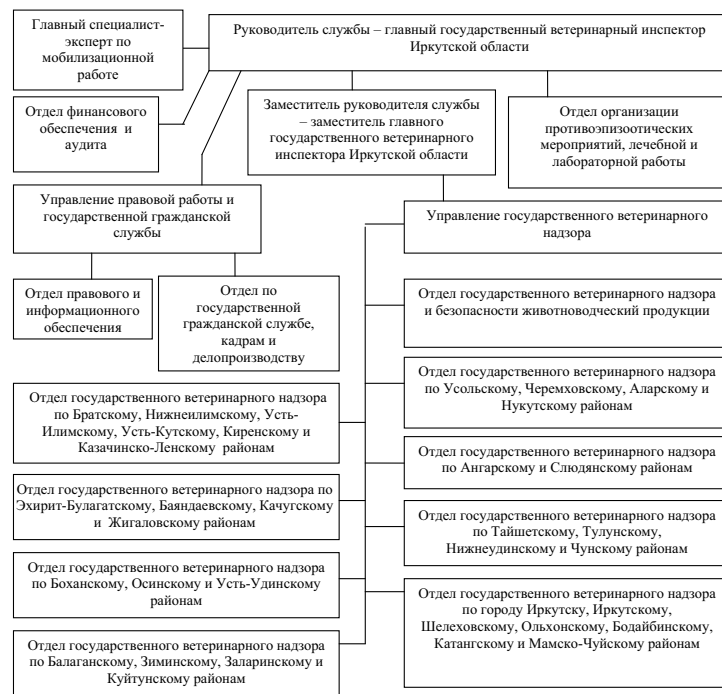 Главный специалист-
эксперт по
мобилизационной
работе
Руководитель службы – главный государственный ветеринарный инспектор
Иркутской области
Отдел финансового
обеспечения и
аудита
Заместитель руководителя службы
– заместитель главного
государственного ветеринарного
инспектора Иркутской области
Отдел организации
противоэпизоотических
мероприятий, лечебной и
лабораторной работы
Управление правовой работы и
государственной гражданской
службы
Управление государственного ветеринарного
надзора
Отдел правового и
информационного
обеспечения
Отдел по
государственной
гражданской службе,
кадрам и
делопроизводству
Отдел государственного ветеринарного надзора
и безопасности животноводческий продукции
Отдел государственного ветеринарного надзора
по Усольскому, Черемховскому, Аларскому и
Нукутскому районам
Отдел государственного ветеринарного надзора
по Братскому, Нижнеилимскому, Усть-
Илимскому, Усть-Кутскому, Киренскому и
Казачинско-Ленскому районам
Отдел государственного ветеринарного надзора
по Ангарскому и Слюдянскому районам
Отдел государственного ветеринарного надзора по
Эхирит-Булагатскому, Баяндаевскому, Качугскому
и Жигаловскому районам
Отдел государственного ветеринарного надзора
по Тайшетскому, Тулунскому,
Нижнеудинскому и Чунскому районам
Отдел государственного ветеринарного надзора
по Боханскому, Осинскому и Усть-Удинскому
районам
Отдел государственного ветеринарного надзора
по городу Иркутску, Иркутскому,
Шелеховскому, Ольхонскому, Бодайбинскому,
Катангскому и Мамско-Чуйскому районам
Отдел государственного ветеринарного надзора
по Балаганскому, Зиминскому, Заларинскому и
Куйтунскому районам